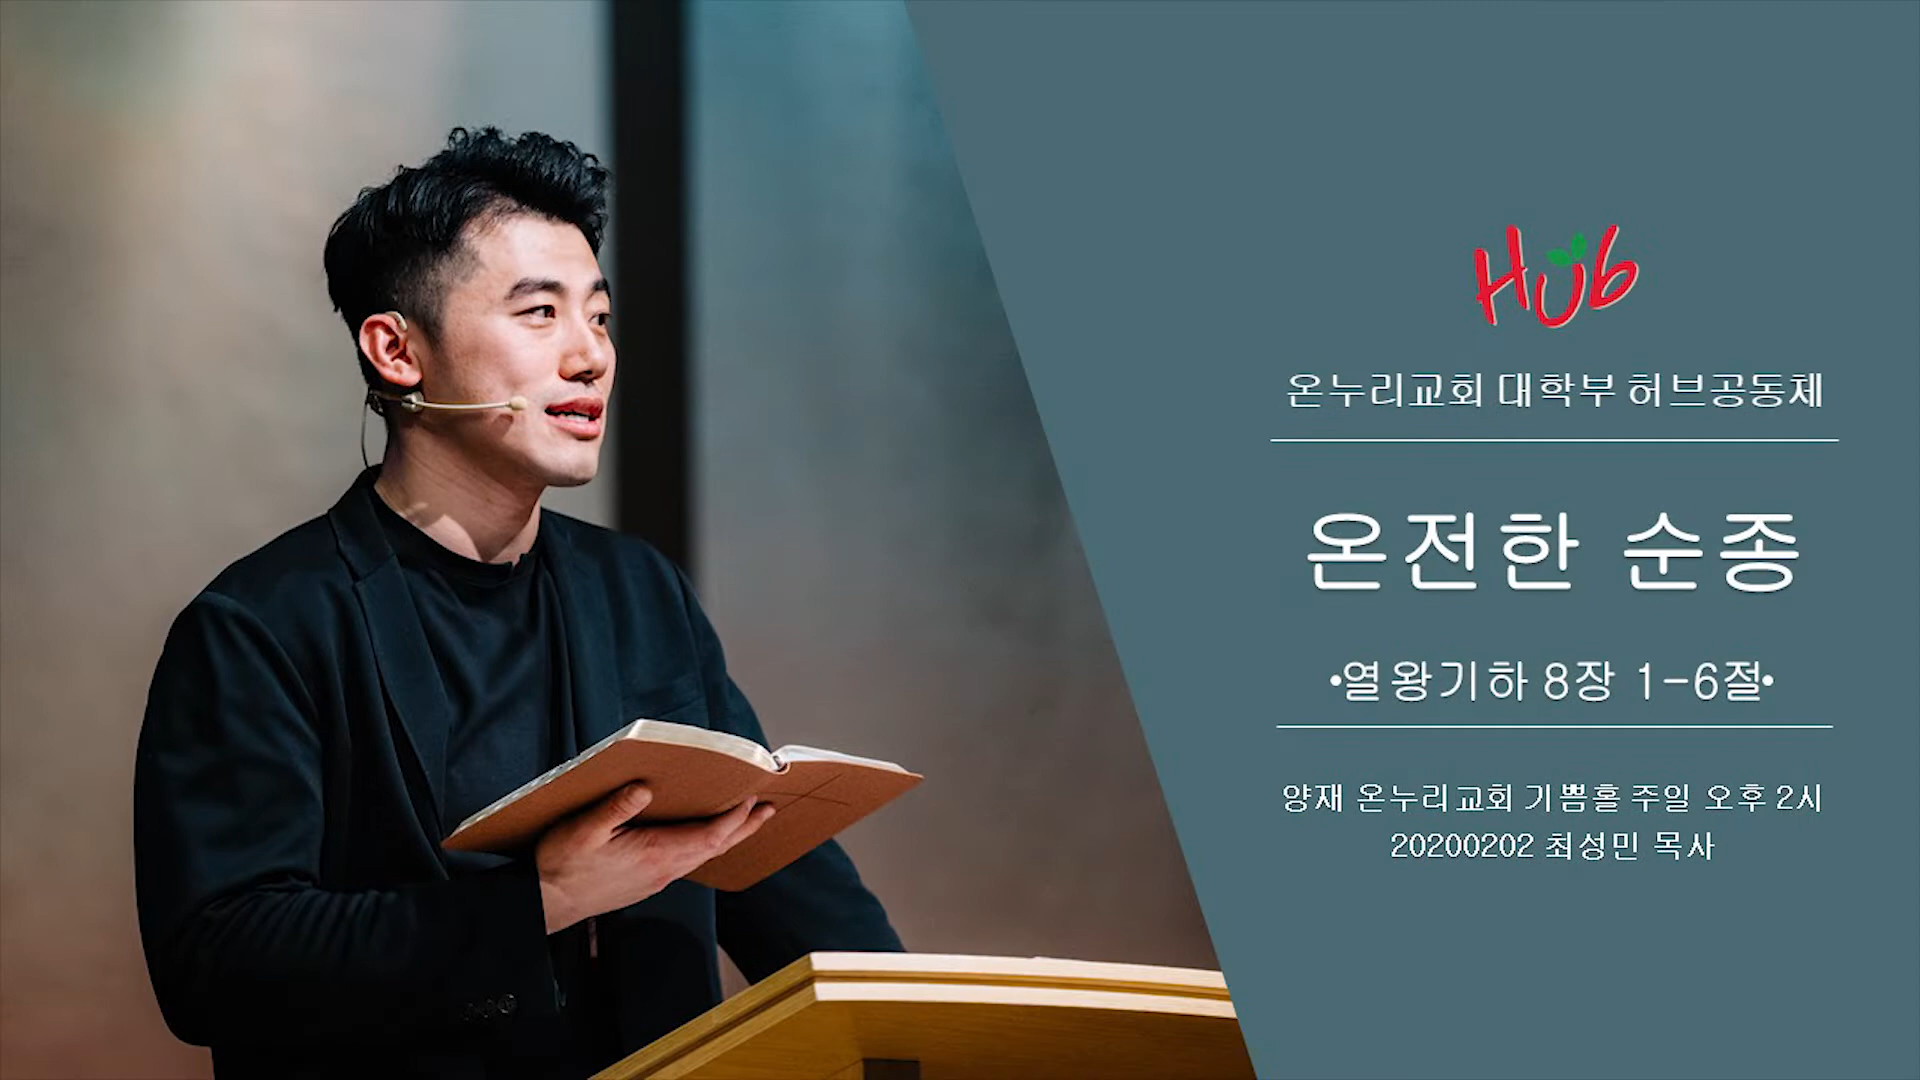 Hub
온누리교회 대학부 허브공동체
온전한 순종
•열왕기하 8장 1-6절•
양재 온누리교회 기쁨홀 주일 오후 2시
20200202 최성민 목사